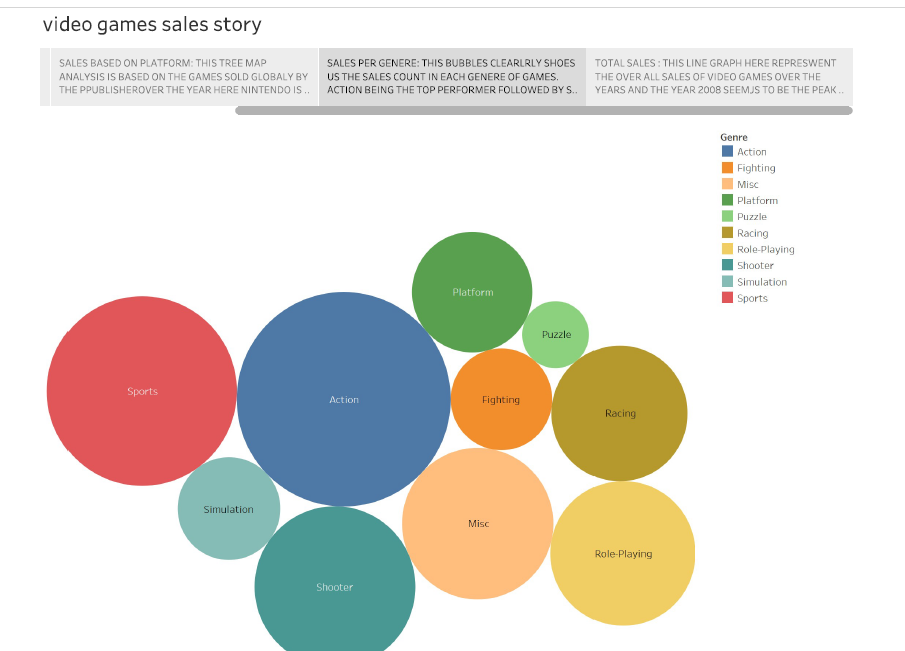 video games sales story
SALES BASED ON PLATFORM: THIS TREE MAP
ANALYSIS IS BASED ON THE GAMES SOLD GLOBALY BY
THE PPUBLISHEROVER THE YEAR HERE NINTENDO IS ..
SALES PER GENERE: THIS BUBBLES CLEARLRLY SHOES
US THE SALES COUNT IN EACH GENERE OF GAMES.
ACTION BEING THE TOP PERFORMER FOLLOWED BY S..
TOTAL SALES : THIS LINE GRAPH HERE REPRESWENT
THE OVER ALL SALES OF VIDEO GAMES OVER THE
YEARS AND THE YEAR 2008 SEEMJS TO BE THE PEAK ..
Genre
Action
Fighting
Misc
Platform
Puzzle
Racing
Role-Playing
Shooter
Simulation
Sports
Platform
Puzzle
Sports
Action
Fighting
Racing
Simulation
Misc
Role-Playing
Shooter